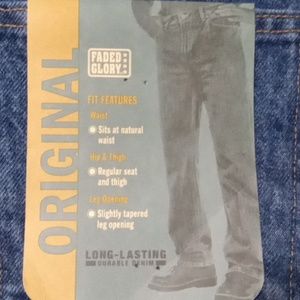 ORIGINAL
FADED
GLORY
FIT FEATURES
Waist
Sits at natural
waist
Hip & Thigh
Regular seat
and thigh
Leg Opening
Slightly tapered
leg opening
LONG-LASTING
DURABLE DENIM